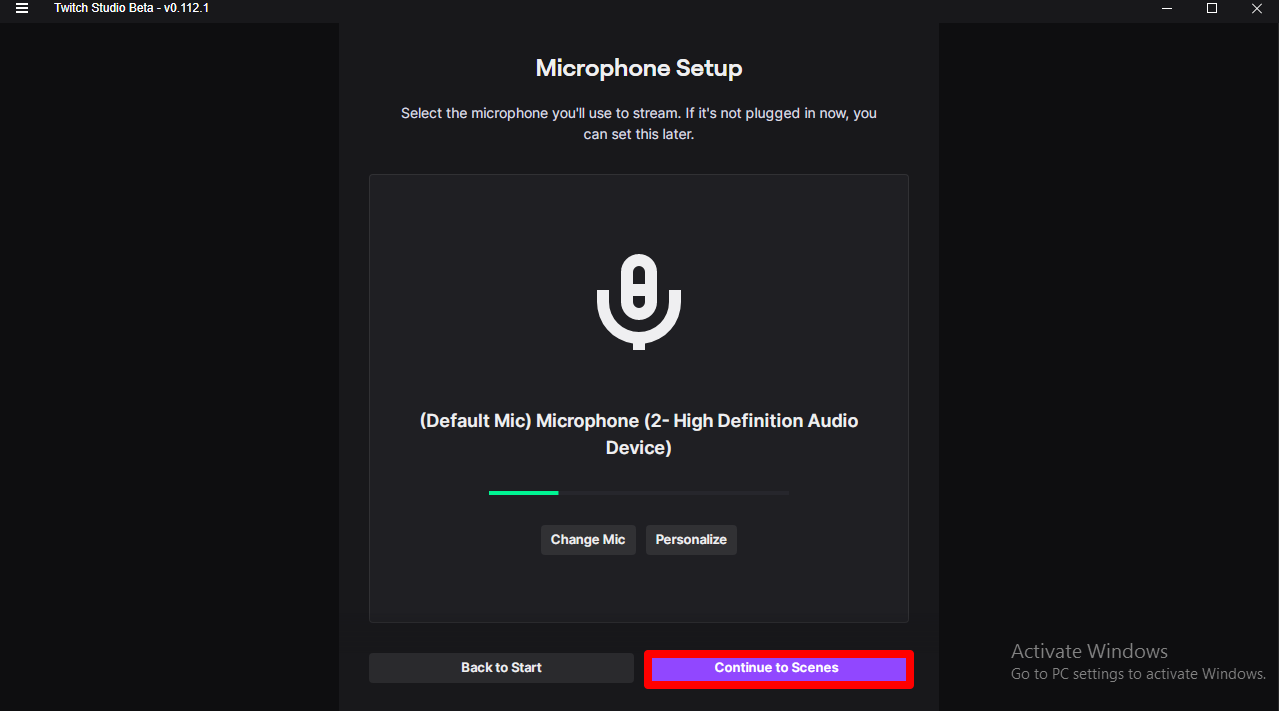 Twitch Studio Beta - v0.112.1
Microphone Setup
Select the microphone you'll use to stream. If it's not plugged in now, you
can set this later.
(Default Mic) Microphone (2- High Definition Audio
Device)
Change Mic
Personalize
Back to Start
Continue to Scenes
Activate Windows
Go to PC settings to activate Windows.